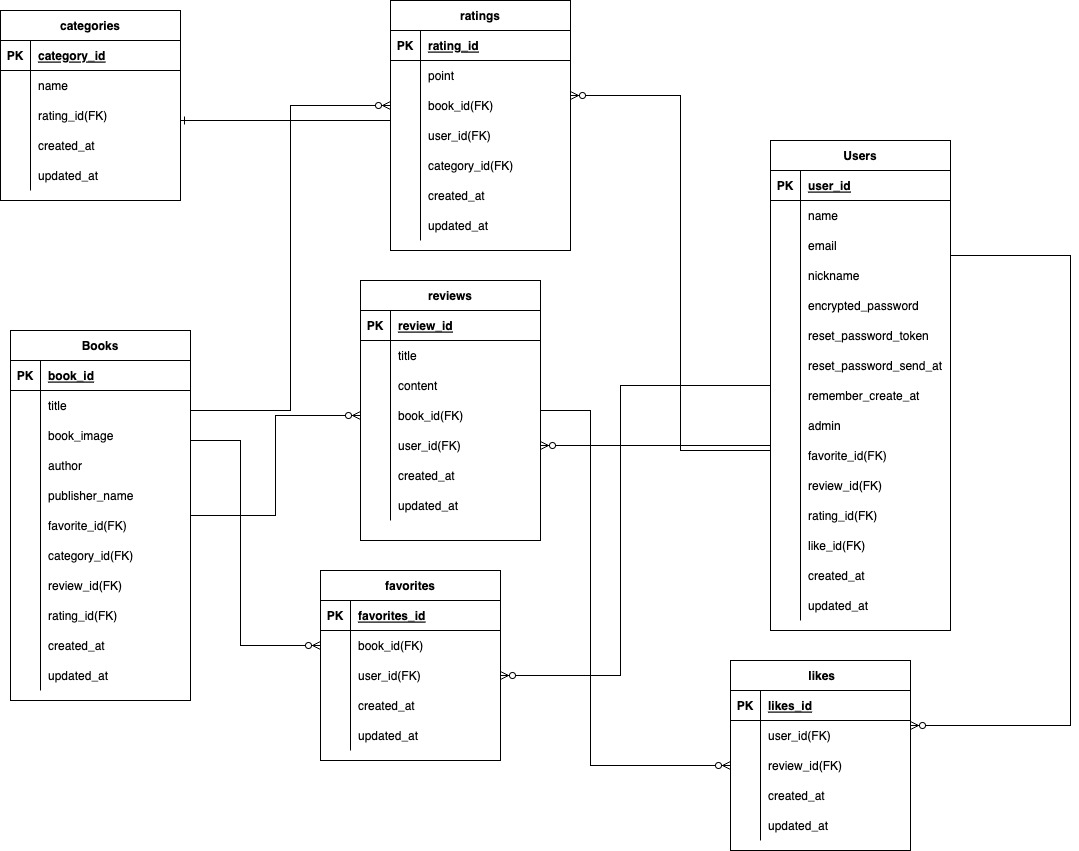 categories
PK category_id
name
rating_id(FK)
created_at
updated_at
ratings
PK rating_id
point
book_id(FK)
user_id(FK)
category_id(FK)
created_at
updated_at
Users
PK user_id
name
email
nickname
encrypted_password
reset_password_token
reset_password_send_at
remember_create_at
admin
favorite_id(FK)
review_id(FK)
rating_id(FK)
like_id(FK)
created_at
updated_at
reviews
PK review_id
title
content
book_id(FK)
user_id(FK)
created_at
updated_at
Books
PK book_id
title
book_image
author
publisher_name
favorite_id(FK)
category_id(FK)
review_id(FK)
rating_id(FK)
created_at
updated_at
favorites
PK favorites_id
book_id(FK)
user_id(FK)
created_at
updated_at
likes
PK likes_id
user_id(FK)
review_id(FK)
created_at
updated_at